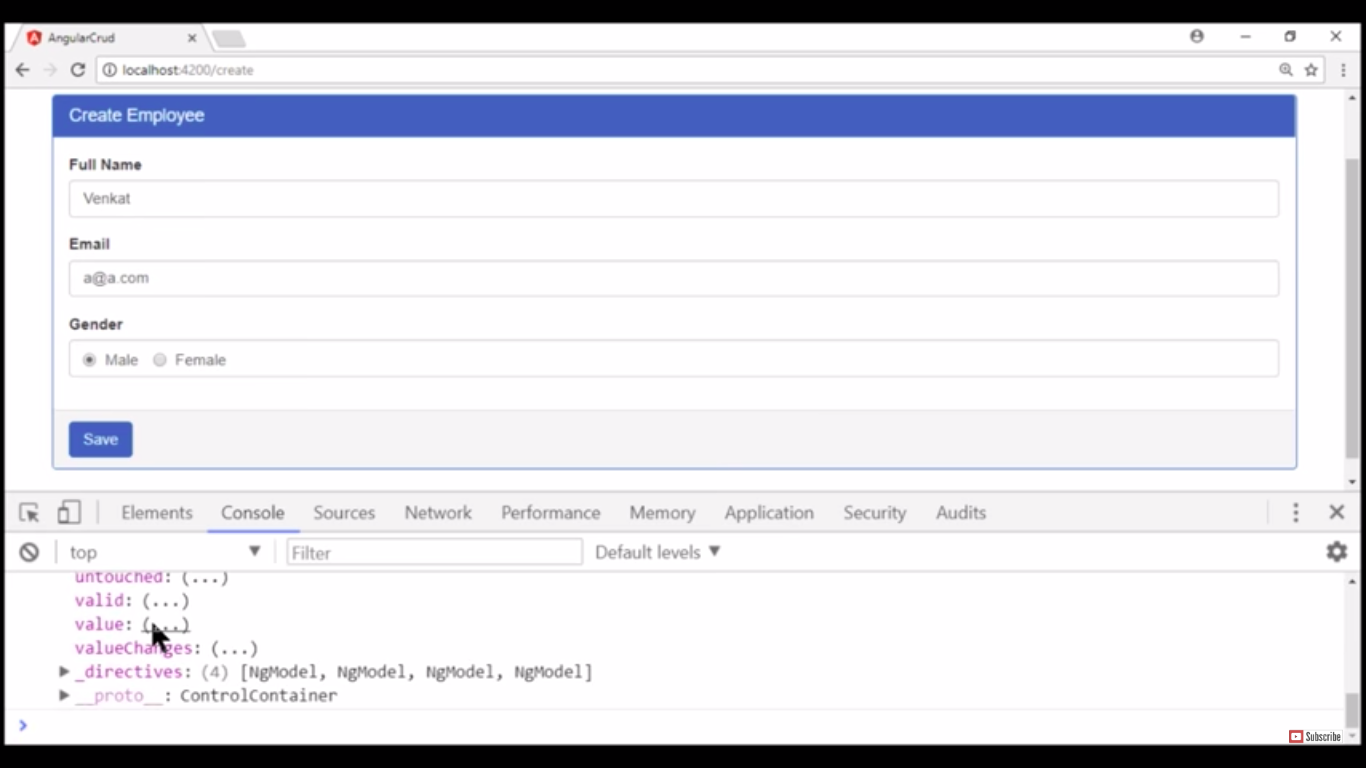 AngularCrud
localhost:4200/create
Create Employee
Full Name
Venkat
Email
a@a.com
Gender
Male Female
Save
Elements Console Sources Network Performance Memory Application Security Audits
top Filter Default levels
untouched: (...)
valid: (...)
value: (...)
valueChanges: (...)
_directives: (4) [NgModel, NgModel, NgModel, NgModel]
__proto__: ControlContainer
Subscribe